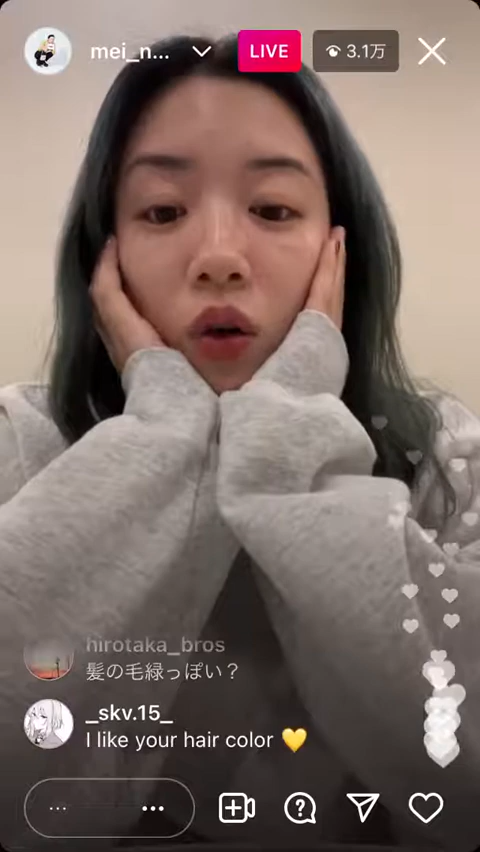 mei_n...
LIVE
3.1万
hirotaka_bros
髪の毛緑っぽい？
_skv.15_
I like your hair color 💛